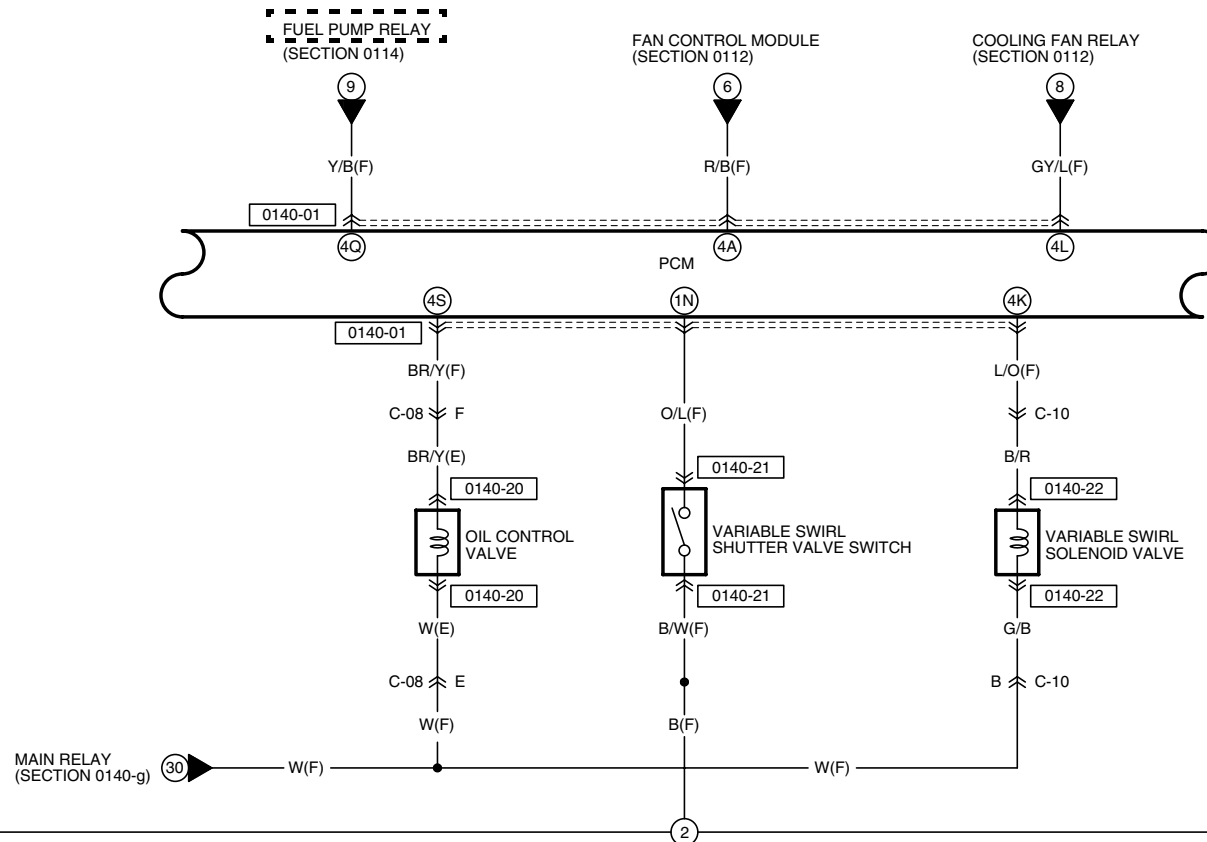 FUEL PUMP RELAY
(SECTION 0114)
FAN CONTROL MODULE
(SECTION 0112)
COOLING FAN RELAY
(SECTION 0112)
9
6
8
Y/B(F)
R/B(F)
GY/L(F)
0140-01
4Q
4A
4L
PCM
4S
1N
4K
0140-01
BR/Y(F)
L/O(F)
C-08
F
O/L(F)
C-10
BR/Y(E)
B/R
0140-21
0140-20
0140-22
OIL CONTROL
VALVE
VARIABLE SWIRL
SHUTTER VALVE SWITCH
VARIABLE SWIRL
SOLENOID VALVE
0140-20
0140-21
0140-22
W(E)
B/W(F)
G/B
C-08
E
B
C-10
W(F)
B(F)
MAIN RELAY
(SECTION 0140-g)
30
W(F)
W(F)
2